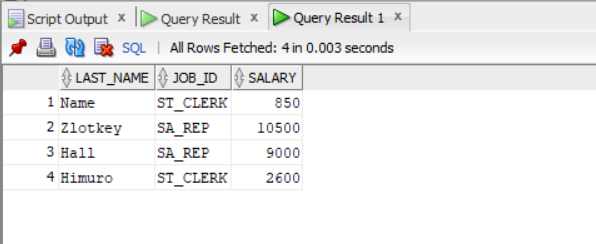 Script Output x Query Result x Query Result 1 x
SQL | All Rows Fetched: 4 in 0.003 seconds
LAST_NAME JOB_ID SALARY
1 Name ST_CLERK 850
2 Zlotkey SA_REP 10500
3 Hall SA_REP 9000
4 Himuro ST_CLERK 2600